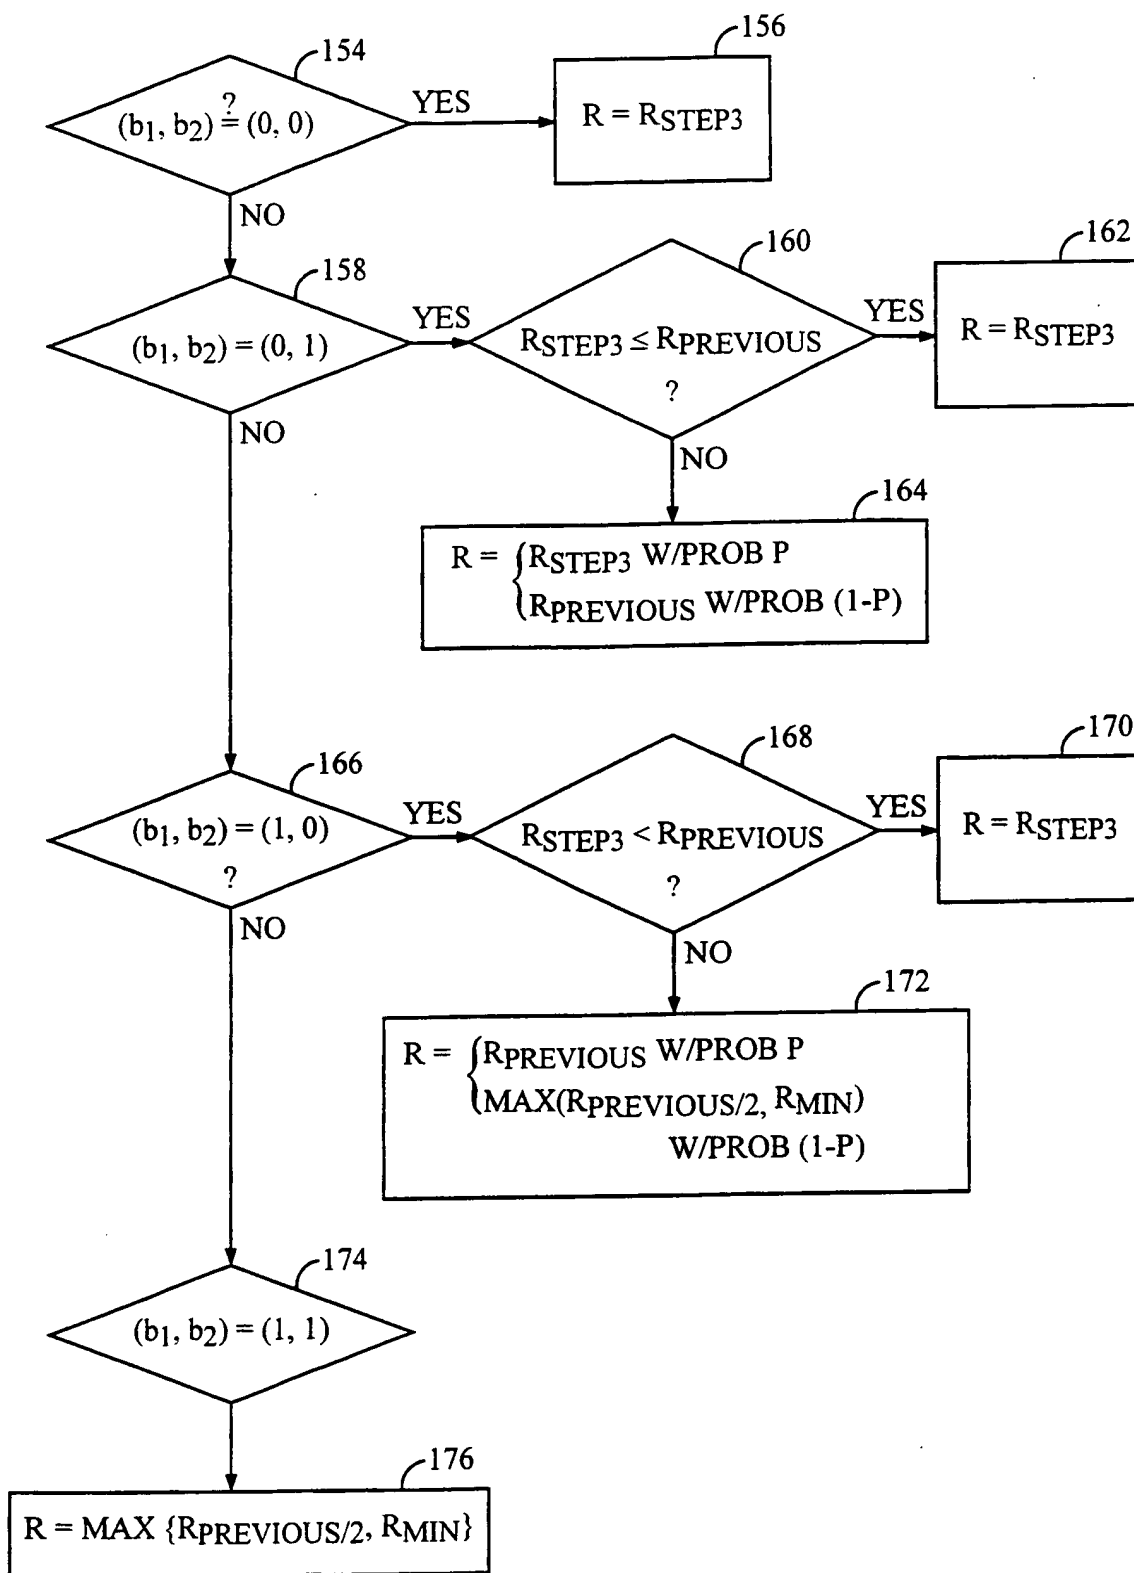 154
?
(b1, b2) = (0, 0)
YES
156
R = RSTEP3
NO
158
(b1, b2) = (0, 1)
YES
160
RSTEP3 ≤ RPREVIOUS
?
YES
162
R = RSTEP3
NO
NO
164
R = { RSTEP3 W/PROB P
RPREVIOUS W/PROB (1-P)
166
(b1, b2) = (1, 0)
?
YES
168
RSTEP3 < RPREVIOUS
?
YES
170
R = RSTEP3
NO
NO
172
R = { RPREVIOUS W/PROB P
MAX(RPREVIOUS/2, RMIN)
W/PROB (1-P)
174
(b1, b2) = (1, 1)
176
R = MAX {RPREVIOUS/2, RMIN}